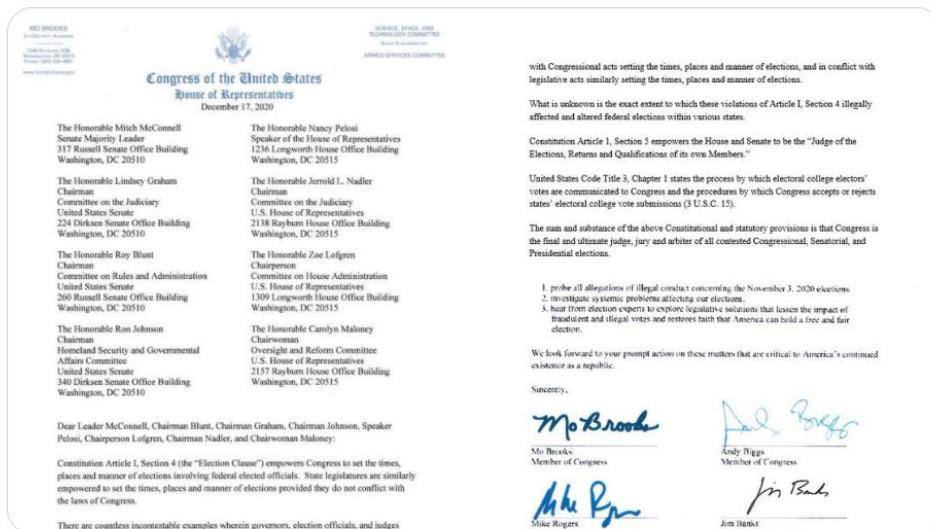 MO BROOKS
SCIENCE, SPACE, AND
TECHNOLOGY COMMITTEE
ARMED SERVICES COMMITTEE
Congress of the United States
House of Representatives
December 17, 2020
The Honorable Mitch McConnell
Senate Majority Leader
317 Russell Senate Office Building
Washington, DC 20510
The Honorable Nancy Pelosi
Speaker of the House of Representatives
1236 Longworth House Office Building
Washington, DC 20515
The Honorable Lindsey Graham
Chairman
Committee on the Judiciary
United States Senate
224 Dirksen Senate Office Building
Washington, DC 20510
The Honorable Jerrold L. Nadler
Chairman
Committee on the Judiciary
U.S. House of Representatives
2138 Rayburn House Office Building
Washington, DC 20515
The Honorable Roy Blunt
Chairman
Committee on Rules and Administration
United States Senate
260 Russell Senate Office Building
Washington, DC 20510
The Honorable Zoe Lofgren
Chairperson
Committee on House Administration
U.S. House of Representatives
1309 Longworth House Office Building
Washington, DC 20515
The Honorable Ron Johnson
Chairman
Homeland Security and Governmental
Affairs Committee
United States Senate
340 Dirksen Senate Office Building
Washington, DC 20510
The Honorable Carolyn Maloney
Chairwoman
Oversight and Reform Committee
U.S. House of Representatives
2157 Rayburn House Office Building
Washington, DC 20515
Dear Leader McConnell, Chairman Blunt, Chairman Graham, Chairman Johnson, Speaker
Pelosi, Chairperson Lofgren, Chairman Nadler, and Chairwoman Maloney:
Constitution Article I, Section 4 (the “Election Clause”) empowers Congress to set the times,
places and manner of elections involving federal elected officials. State legislatures are similarly
empowered to set the times, places and manner of elections provided they do not conflict with
the laws of Congress.
There are countless incontestable examples wherein governors, election officials, and judges
with Congressional acts setting the times, places and manner of elections, and in conflict with
legislative acts similarly setting the times, places and manner of elections.
What is unknown is the exact extent to which these violations of Article I, Section 4 illegally
affected and altered federal elections within various states.
Constitution Article 1, Section 5 empowers the House and Senate to be the “Judge of the
Elections, Returns and Qualifications of its own Members.”
United States Code Title 3, Chapter 1 states the process by which electoral college electors’
votes are communicated to Congress and the procedures by which Congress accepts or rejects
states’ electoral college vote submissions (3 U.S.C. 15).
The sum and substance of the above Constitutional and statutory provisions is that Congress is
the final and ultimate judge, jury and arbiter of all contested Congressional, Senatorial, and
Presidential elections.
1. probe all allegations of illegal conduct concerning the November 3, 2020 elections
2. investigate systemic problems affecting our elections.
3. hear from election experts to explore legislative solutions that lessen the impact of
fraudulent and illegal votes and restores faith that America can hold a free and fair
election.
We look forward to your prompt action on these matters that are critical to America’s continued
existence as a republic.
Sincerely,
Mo Brooks
Mo Brooks
Member of Congress
Andy Biggs
Andy Biggs
Member of Congress
Mike Rogers
Jim Banks
Jim Banks